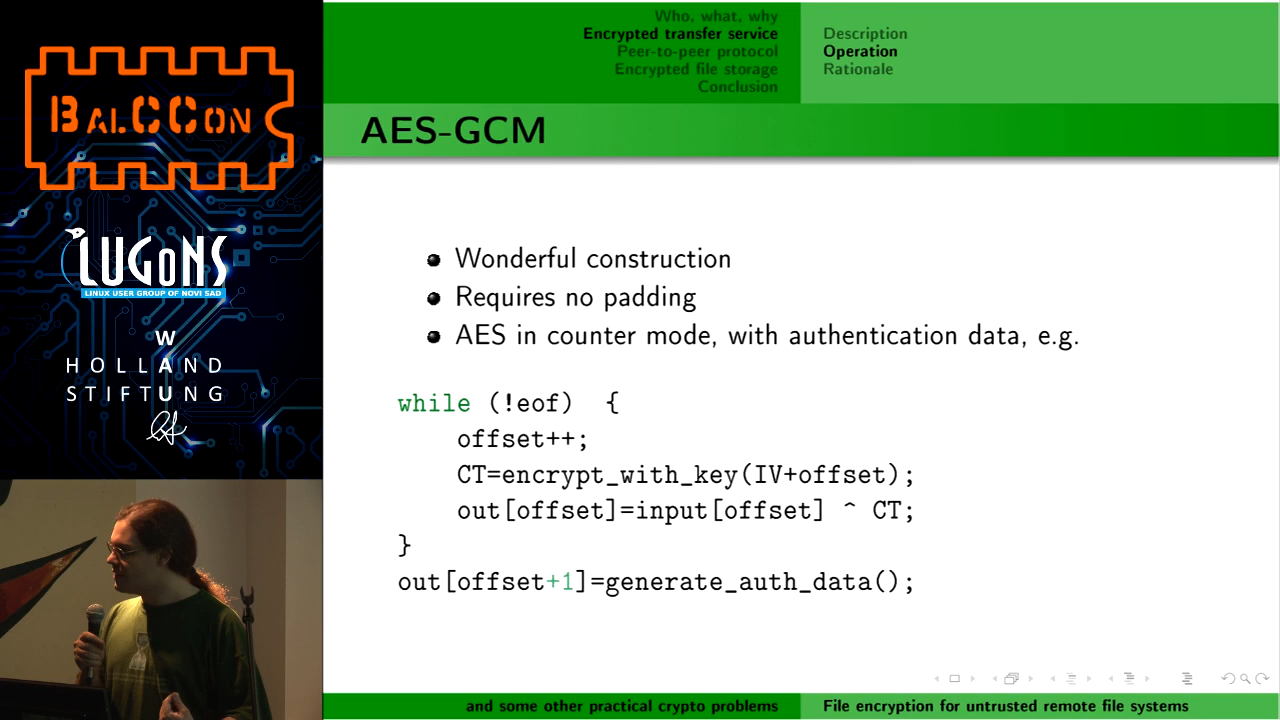 BALCCON
LUGONS
LINUX USER GROUP OF NOVI SAD
W
HOLLAND
STIFTUNG
Who, what, why
Encrypted transfer service
Peer-to-peer protocol
Encrypted file storage
Conclusion
Description
Operation
Rationale
AES-GCM
Wonderful construction
Requires no padding
AES in counter mode, with authentication data, e.g.
while (!eof) {
offset++;
CT=encrypt_with_key(IV+offset);
out[offset]=input[offset] ^ CT;
}
out[offset+1]=generate_auth_data();
and some other practical crypto problems
File encryption for untrusted remote file systems